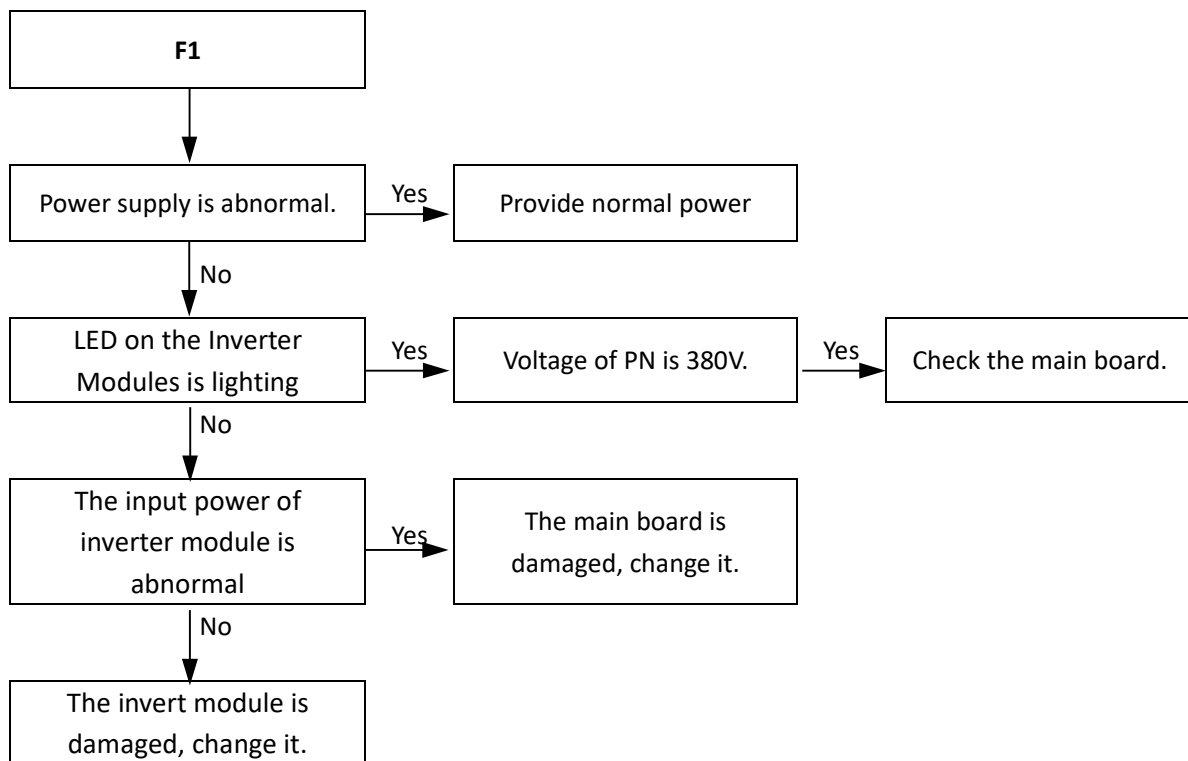 F1
Power supply is abnormal.
Yes
Provide normal power
No
LED on the Inverter
Modules is lighting
Yes
Voltage of PN is 380V.
Yes
Check the main board.
No
The input power of
inverter module is
abnormal
Yes
The main board is
damaged, change it.
No
The invert module is
damaged, change it.